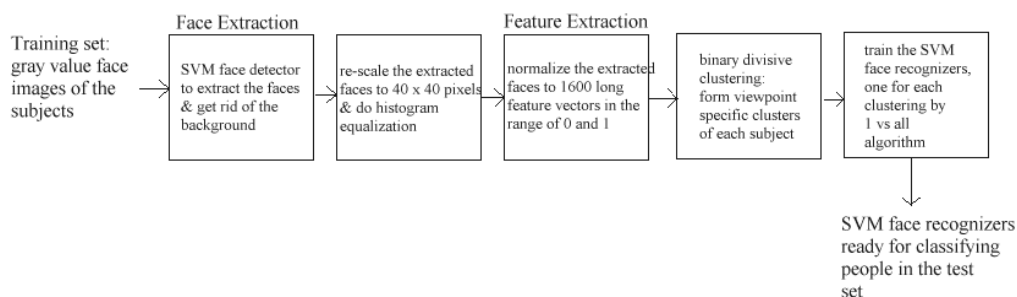 Face Extraction
Feature Extraction
Training set:
gray value face
images of the
subjects
SVM face detector
to extract the faces
& get rid of the
background
re-scale the extracted
faces to 40 x 40 pixels
& do histogram
equalization
normalize the extracted
faces to 1600 long
feature vectors in the
range of 0 and 1
binary divisive
clustering:
form viewpoint
specific clusters
of each subject
train the SVM
face recognizers,
one for each
clustering by
1 vs all
algorithm
SVM face recognizers
ready for classifying
people in the test
set